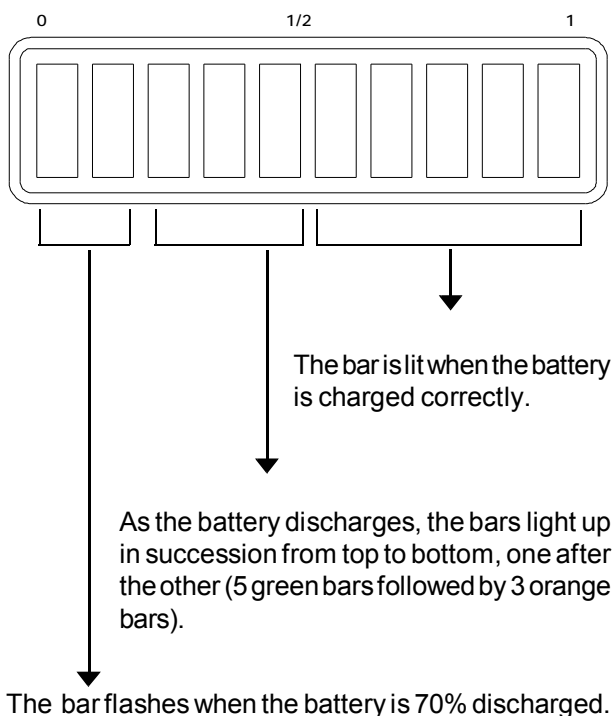 0 1/2 1
The bar is lit when the battery
is charged correctly.
As the battery discharges, the bars light up
in succession from top to bottom, one after
the other (5 green bars followed by 3 orange
bars).
The bar flashes when the battery is 70% discharged.